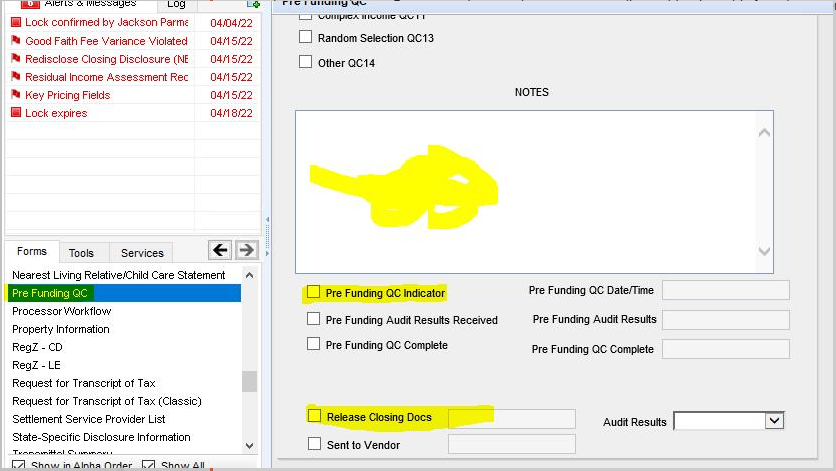 Alerts & Messages Log
Lock confirmed by Jackson Parme 04/04/22
Good Faith Fee Variance Violated 04/15/22
Redisclose Closing Disclosure (NE 04/15/22
Residual Income Assessment Rec 04/15/22
Key Pricing Fields 04/15/22
Lock expires 04/18/22
Forms Tools Services
Nearest Living Relative/Child Care Statement
Pre Funding QC
Processor Workflow
Property Information
RegZ - CD
RegZ - LE
Request for Transcript of Tax
Request for Transcript of Tax (Classic)
Settlement Service Provider List
State-Specific Disclosure Information
Transmittal Summary
Show in Alpha Order Show All
Pre Funding QC
Complex Income QC11
Random Selection QC13
Other QC14
NOTES
Pre Funding QC Indicator Pre Funding QC Date/Time
Pre Funding Audit Results Received Pre Funding Audit Results
Pre Funding QC Complete Pre Funding QC Complete
Release Closing Docs Audit Results
Sent to Vendor